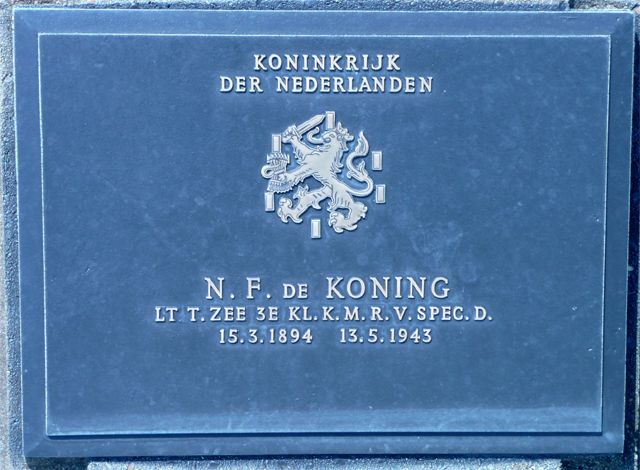 KONINKRIJK
DER NEDERLANDEN
N. F. DE KONING
LT T. ZEE 3E KL. K. M. R. V. SPEC. D.
15.3.1894 13.5.1943